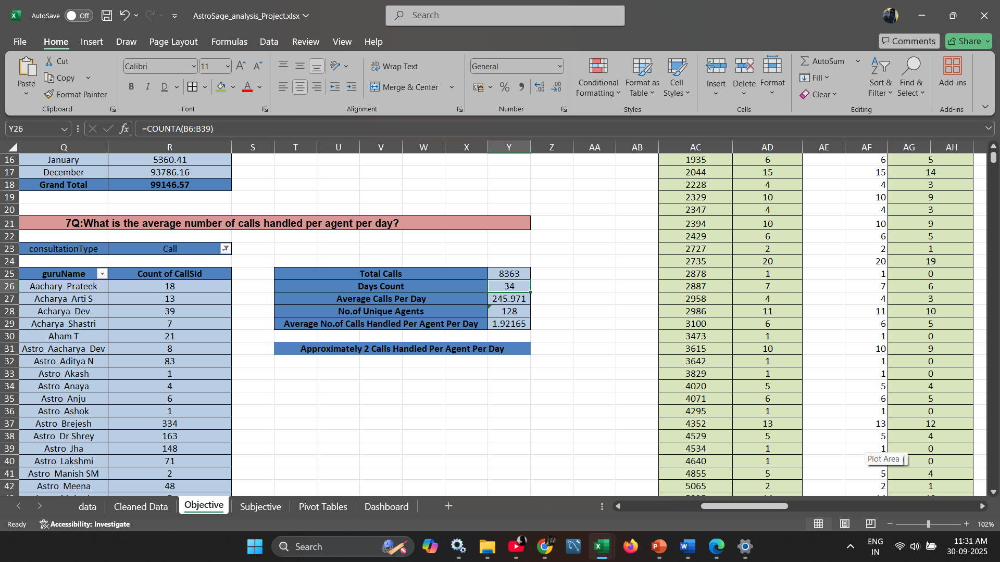 AutoSave Off AstroSage_analysis_Project.xlsx Search
File Home Insert Draw Page Layout Formulas Data Review View Help Comments Share
Paste Cut Copy Format Painter Clipboard
Calibri 11 B I D A Font
Wrap Text Merge & Center Alignment
General Number
Conditional Formatting Format as Table Cell Styles Styles
Insert Delete Format Cells
AutoSum Fill Clear Sort & Filter Find & Select Editing
Add-ins Add-ins
Y26 fx =COUNTA(B6:B39)
Q R S T U V W X Y Z AA AB AC AD AE AF AG AH
16 January 5360.41 1935 6 6 5
17 December 93786.16 2044 15 15 14
18 Grand Total 99146.57 2228 4 4 3
19 2329 10 10 9
20 2347 4 4 3
21 7Q:What is the average number of calls handled per agent per day? 2394 10 10 9
22 2429 6 6 5
23 consultationType Call 2727 2 2 1
24 2735 20 20 19
25 guruName Count of CallSid Total Calls 8363 2878 1 1 0
26 Aachary Prateek 18 Days Count 34 2887 7 7 6
27 Acharya Arti S 13 Average Calls Per Day 245.971 2958 4 4 3
28 Acharya Dev 39 No.of Unique Agents 128 2986 11 11 10
29 Acharya Shastri 7 Average No.of Calls Handled Per Agent Per Day 1.92165 3100 6 6 5
30 Aham T 21 3473 1 1 0
31 Astro Aacharya Dev 8 Approximately 2 Calls Handled Per Agent Per Day 3615 10 10 9
32 Astro Aditya N 83 3642 1 1 0
33 Astro Akash 1 3829 1 1 0
34 Astro Anaya 4 4020 5 5 4
35 Astro Anju 6 4071 6 6 5
36 Astro Ashok 1 4295 1 1 0
37 Astro Brejesh 334 4352 13 13 12
38 Astro Dr Shrey 163 4529 5 5 4
39 Astro Jha 148 4534 1 1 0
40 Astro Lakshmi 71 4640 1 Plot Area 0
41 Astro Manish SM 2 4855 5 5 4
42 Astro Meena 48 5065 2 2 1
data Cleaned Data Objective Subjective Pivot Tables Dashboard
Ready Accessibility: Investigate 102%
Search ENG IN 11:31 AM 30-09-2025